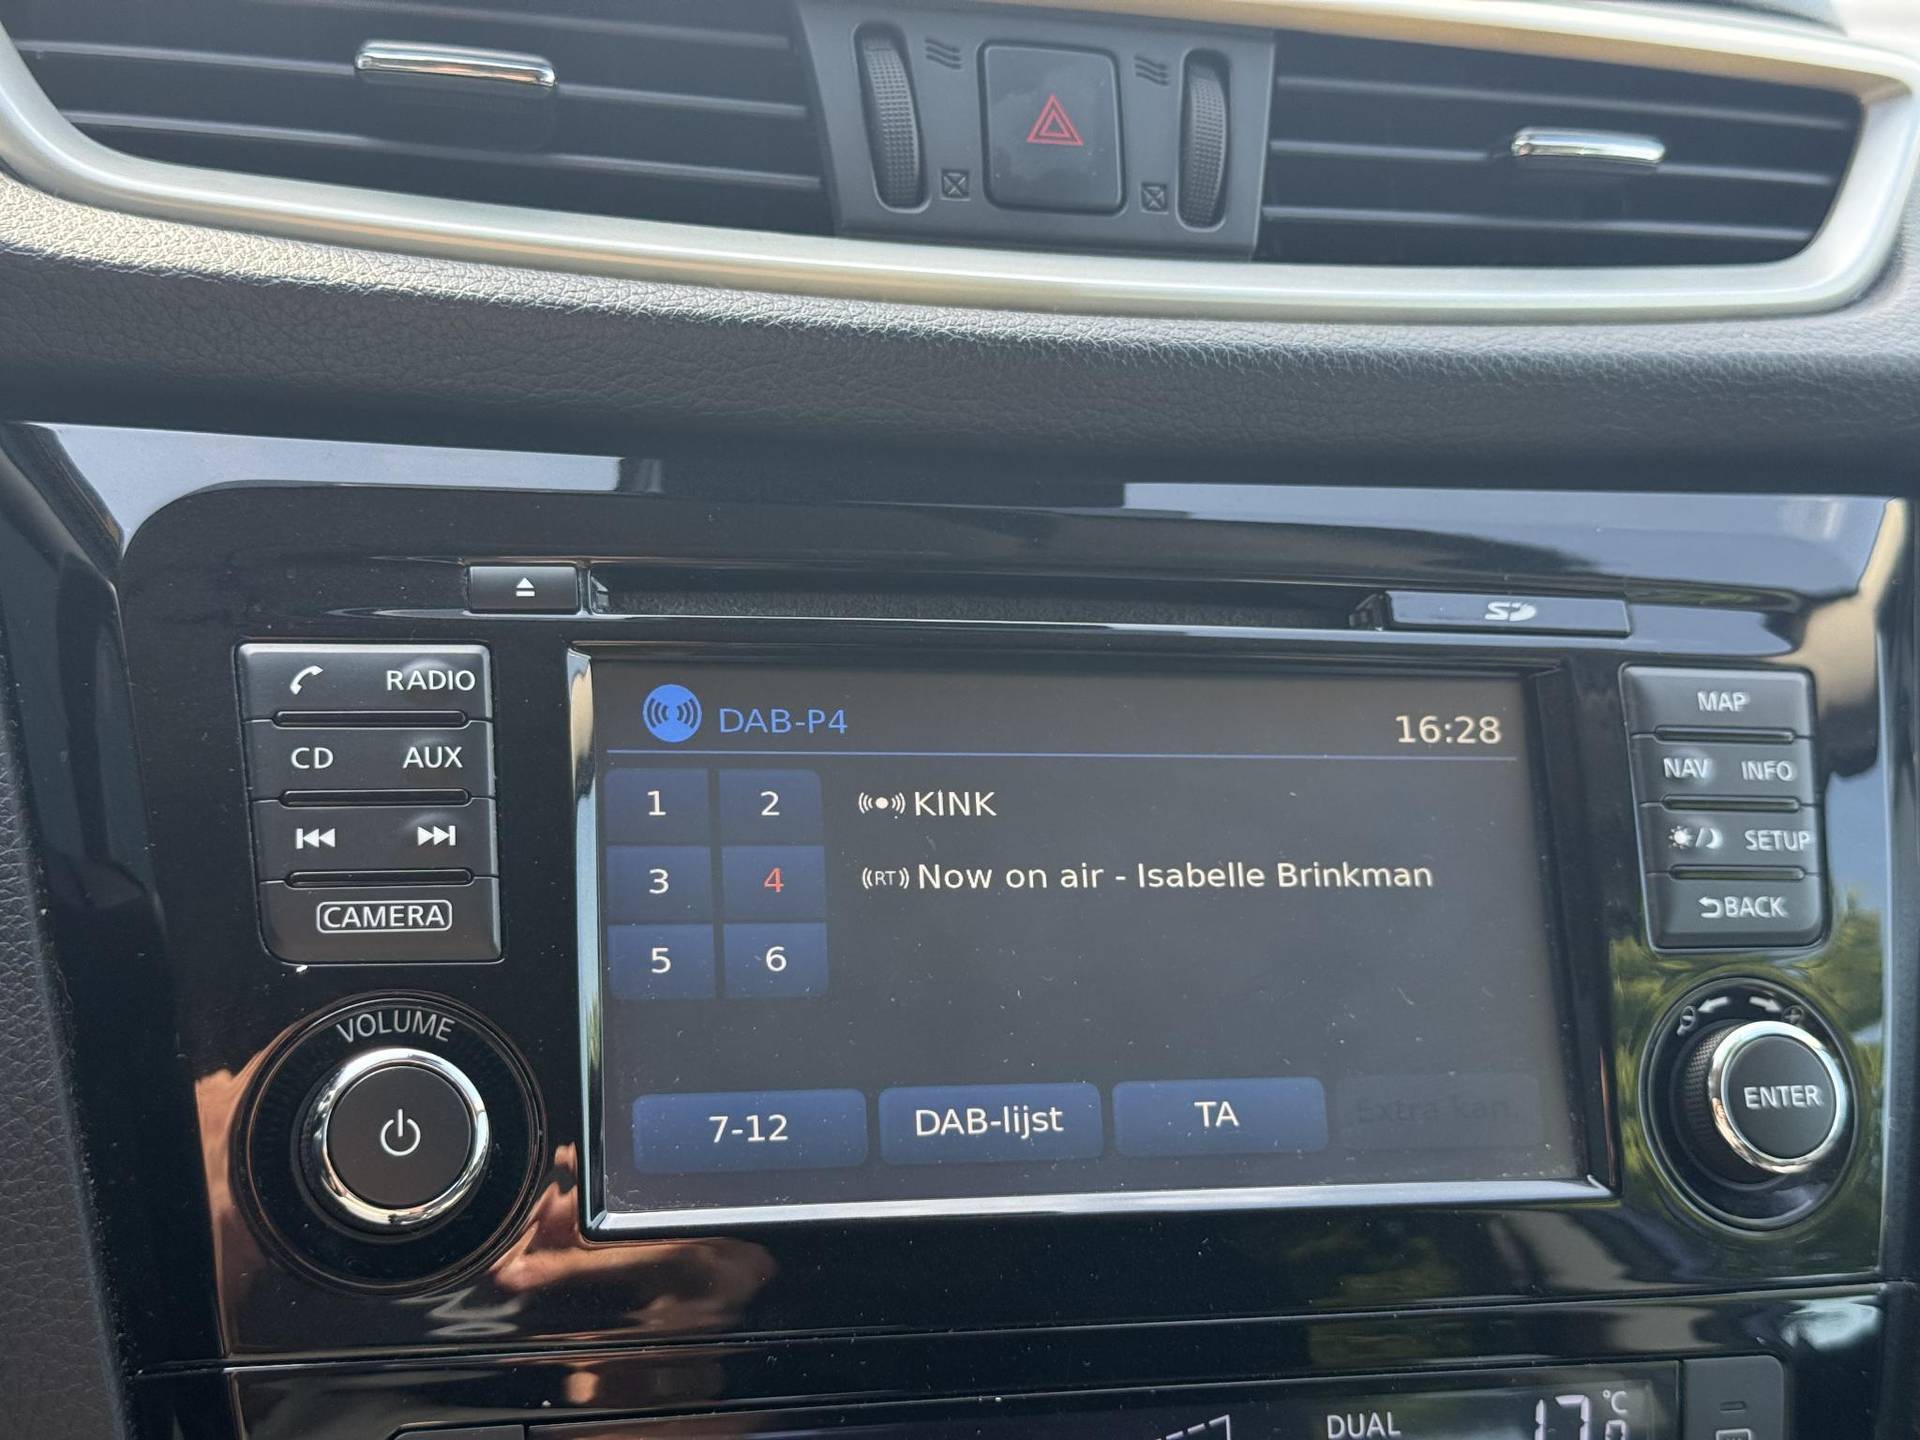 RADIO
CD AUX
CAMERA
VOLUME
SD
DAB-P4 16:28
1 2
KINK
3 4
RT Now on air - Isabelle Brinkman
5 6
7-12 DAB-lijst TA
MAP
NAV INFO
SETUP
BACK
ENTER
DUAL 17 °C